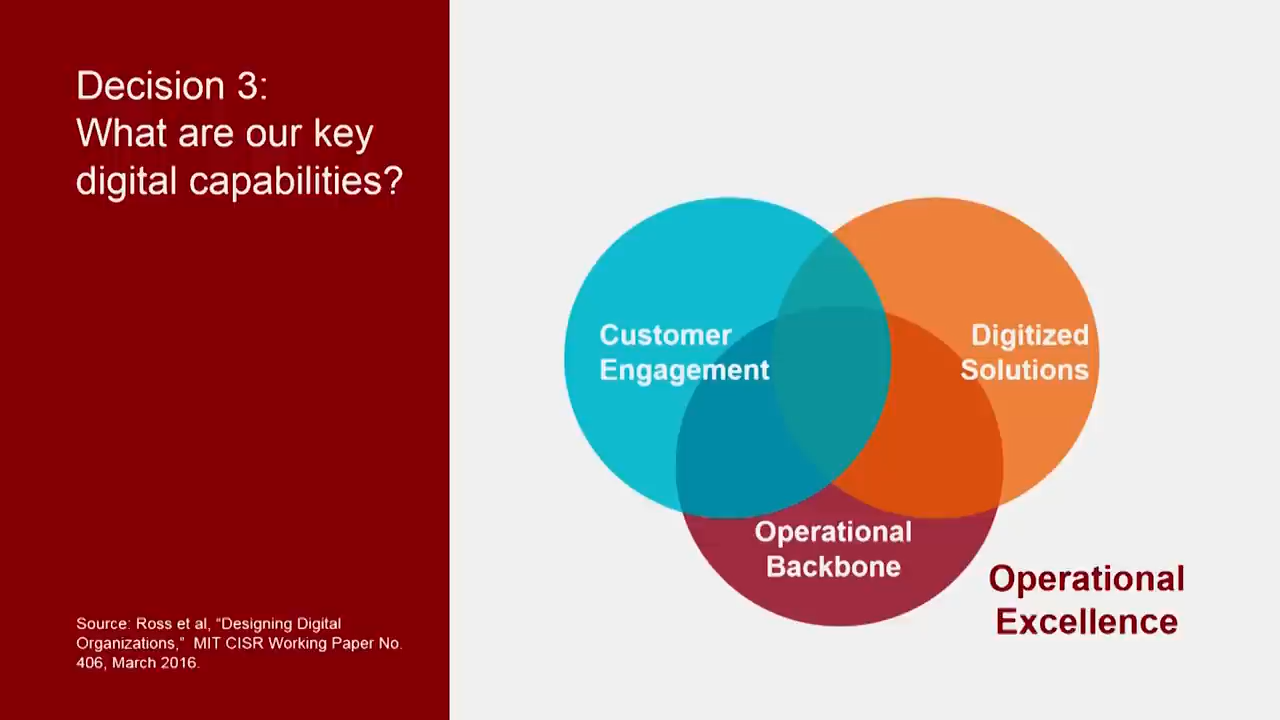 Decision 3:
What are our key
digital capabilities?
Customer
Engagement
Digitized
Solutions
Operational
Backbone
Operational
Excellence
Source: Ross et al, “Designing Digital
Organizations,”  MIT CISR Working Paper No.
406, March 2016.